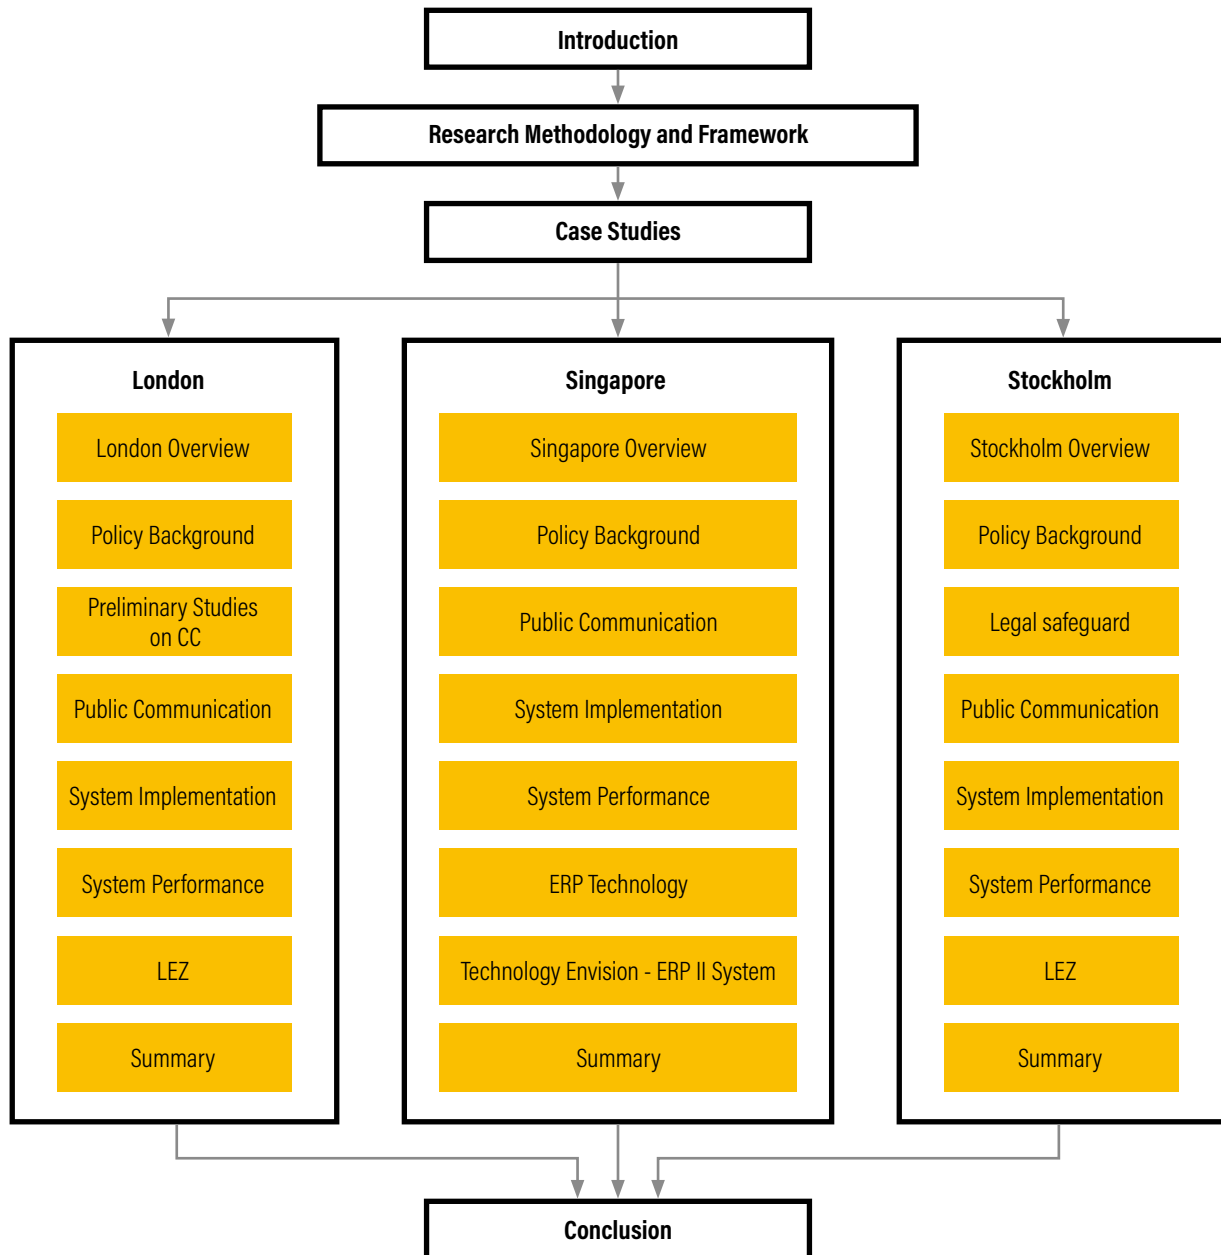 Introduction
Research Methodology and Framework
Case Studies
London
London Overview
Policy Background
Preliminary Studies
on CC
Public Communication
System Implementation
System Performance
LEZ
Summary
Singapore
Singapore Overview
Policy Background
Public Communication
System Implementation
System Performance
ERP Technology
Technology Envision - ERP II System
Summary
Stockholm
Stockholm Overview
Policy Background
Legal safeguard
Public Communication
System Implementation
System Performance
LEZ
Summary
Conclusion